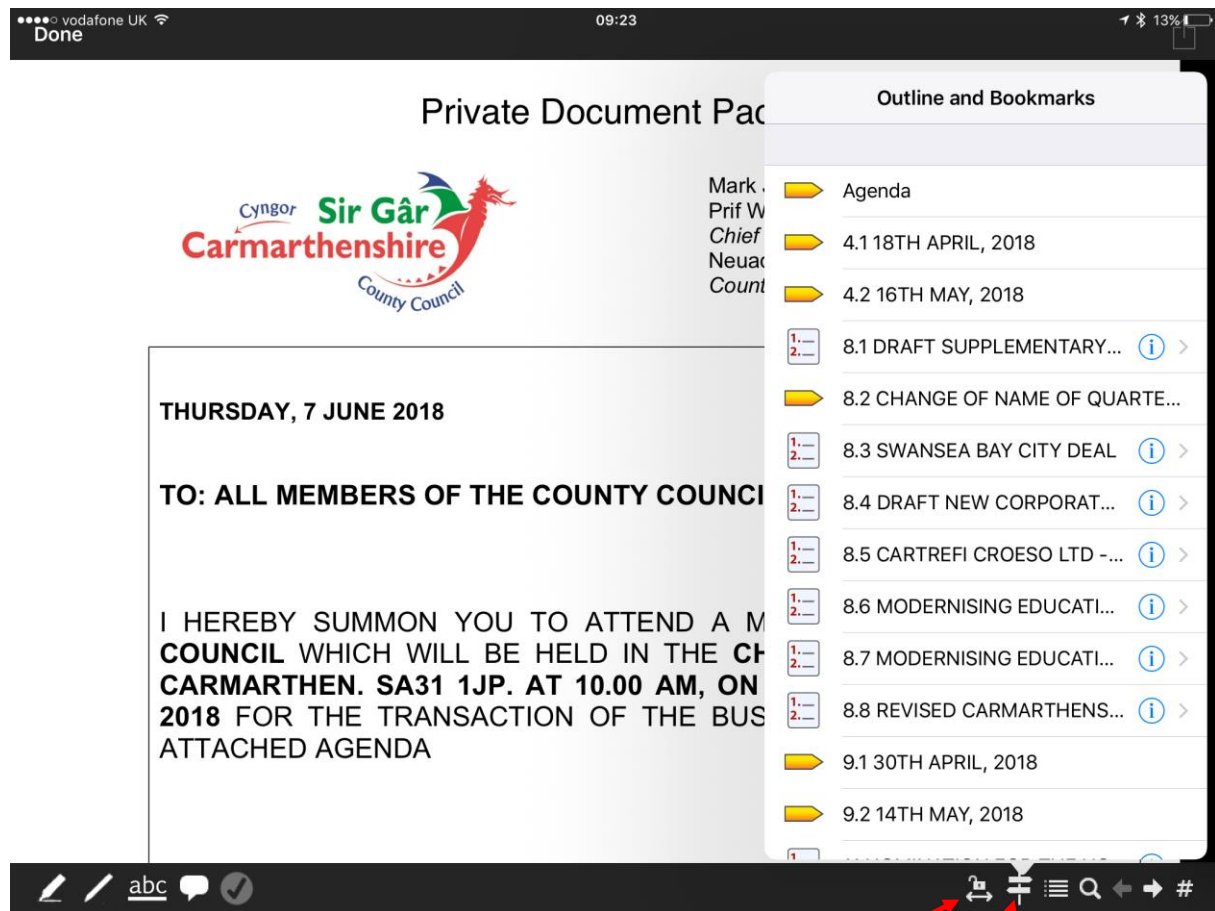 vodafone UK
09:23
13%
Done
Private Document Pac
Cyngor Sir Gâr
Carmarthenshire
County Council
Mark
Prif W
Chief
Neuad
Count
THURSDAY, 7 JUNE 2018
TO: ALL MEMBERS OF THE COUNTY COUNCI
I HEREBY SUMMON YOU TO ATTEND A M
COUNCIL WHICH WILL BE HELD IN THE CH
CARMARTHEN. SA31 1JP. AT 10.00 AM, ON
2018 FOR THE TRANSACTION OF THE BUS
ATTACHED AGENDA
Outline and Bookmarks
Agenda
4.1 18TH APRIL, 2018
4.2 16TH MAY, 2018
8.1 DRAFT SUPPLEMENTARY...
8.2 CHANGE OF NAME OF QUARTE...
8.3 SWANSEA BAY CITY DEAL
8.4 DRAFT NEW CORPORAT...
8.5 CARTREFI CROESO LTD -...
8.6 MODERNISING EDUCATI...
8.7 MODERNISING EDUCATI...
8.8 REVISED CARMARTHENS...
9.1 30TH APRIL, 2018
9.2 14TH MAY, 2018
abc
#